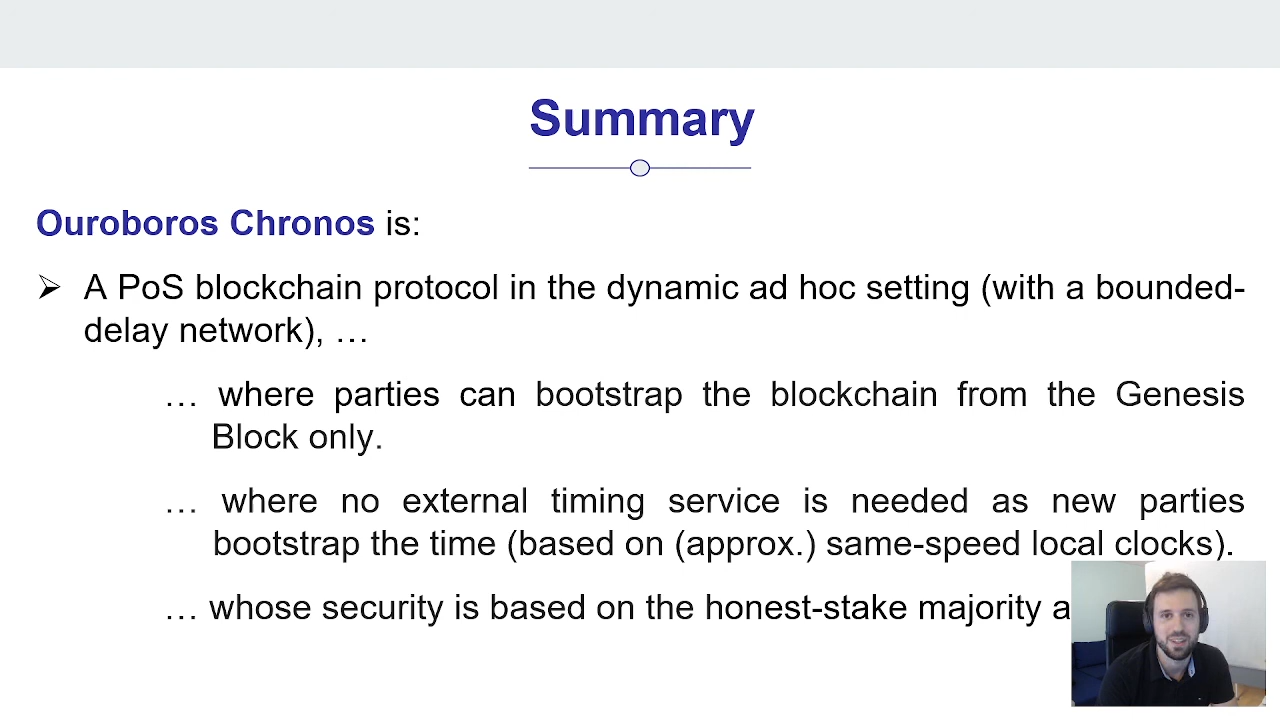 Summary
Ouroboros Chronos is:
➢ A PoS blockchain protocol in the dynamic ad hoc setting (with a bounded-
delay network), …
… where parties can bootstrap the blockchain from the Genesis
Block only.
… where no external timing service is needed as new parties
bootstrap the time (based on (approx.) same-speed local clocks).
… whose security is based on the honest-stake majority